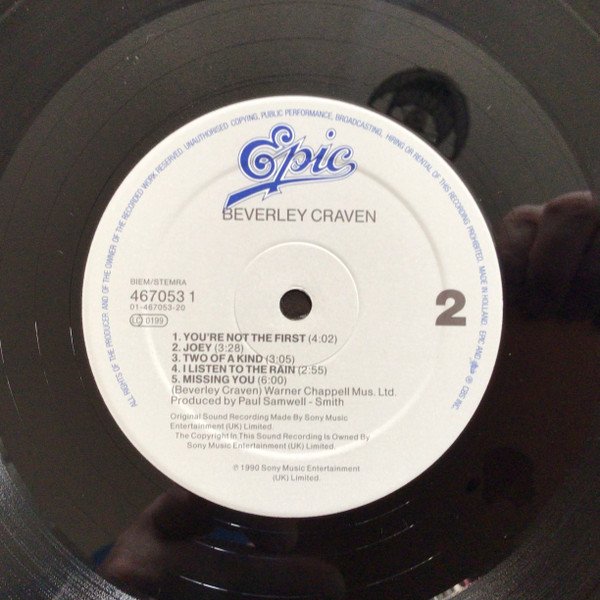 ALL RIGHTS OF THE PRODUCER AND OF THE OWNER OF THE RECORDED WORK RESERVED. UNAUTHORISED COPYING, PUBLIC PERFORMANCE, BROADCASTING, HIRING OR RENTAL OF THIS RECORDING PROHIBITED. MADE IN HOLLAND. EPIC AND ® CBS INC.
Epic
BEVERLEY CRAVEN
BIEM/STEMRA
467053 1
01-467053-20
LC 0199
2
1. YOU'RE NOT THE FIRST (4:02)
2. JOEY (3:28)
3. TWO OF A KIND (3:05)
4. I LISTEN TO THE RAIN (2:55)
5. MISSING YOU (6:00)
(Beverley Craven) Warner Chappell Mus. Ltd.
Produced by Paul Samwell - Smith
Original Sound Recording Made By Sony Music
Entertainment (UK) Limited.
The Copyright In This Sound Recording Is Owned By
Sony Music Entertainment (UK) Limited.
℗ 1990 Sony Music Entertainment
(UK) Limited.